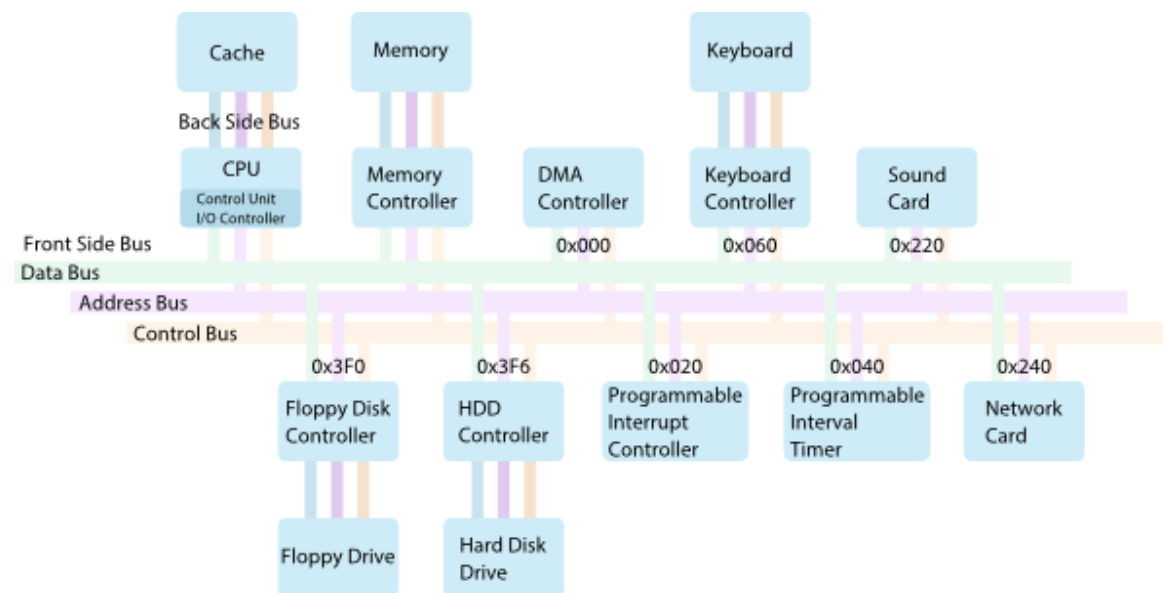 Cache
Memory
Keyboard
Back Side Bus
CPU
Control Unit
I/O Controller
Memory
Controller
DMA
Controller
Keyboard
Controller
Sound
Card
Front Side Bus
0x000
0x060
0x220
Data Bus
Address Bus
Control Bus
0x3F0
0x3F6
0x020
0x040
0x240
Floppy Disk
Controller
HDD
Controller
Programmable
Interrupt
Controller
Programmable
Interval
Timer
Network
Card
Floppy Drive
Hard Disk
Drive